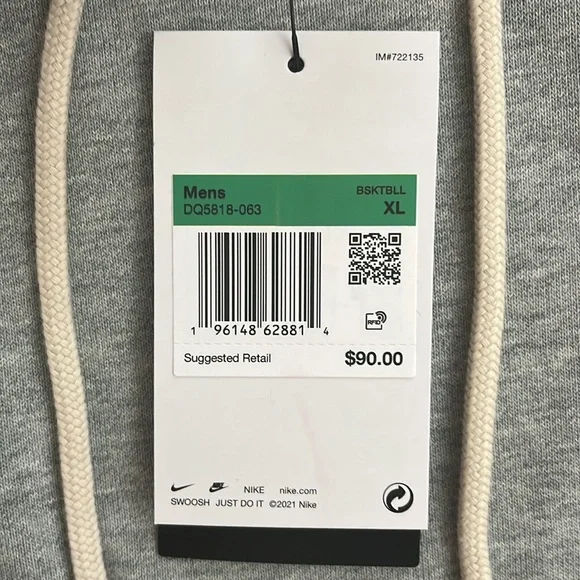 IM#722135
Mens BSKTBLL
DQ5818-063 XL
1 96148 62881 4
RFID
Suggested Retail $90.00
NIKE nike.com
SWOOSH JUST DO IT ©2021 Nike